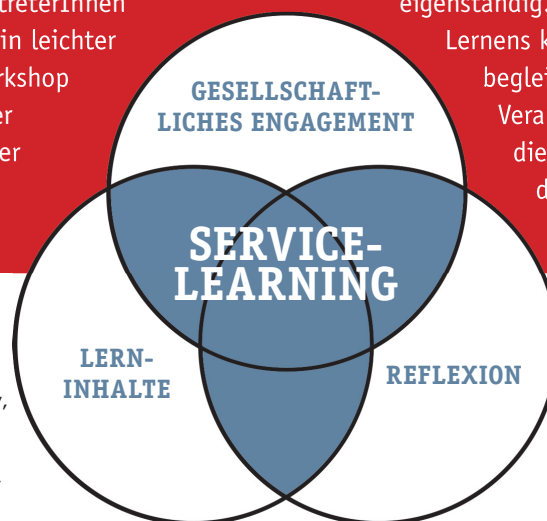 treterInnen
in leichter
rkshop
er
er
eigenständig.
Lernens k
beglei
Vera
die
d
GESELLSCHAFT-
LICHES ENGAGEMENT
SERVICE-
LEARNING
LERN-
INHALTE
REFLEXION